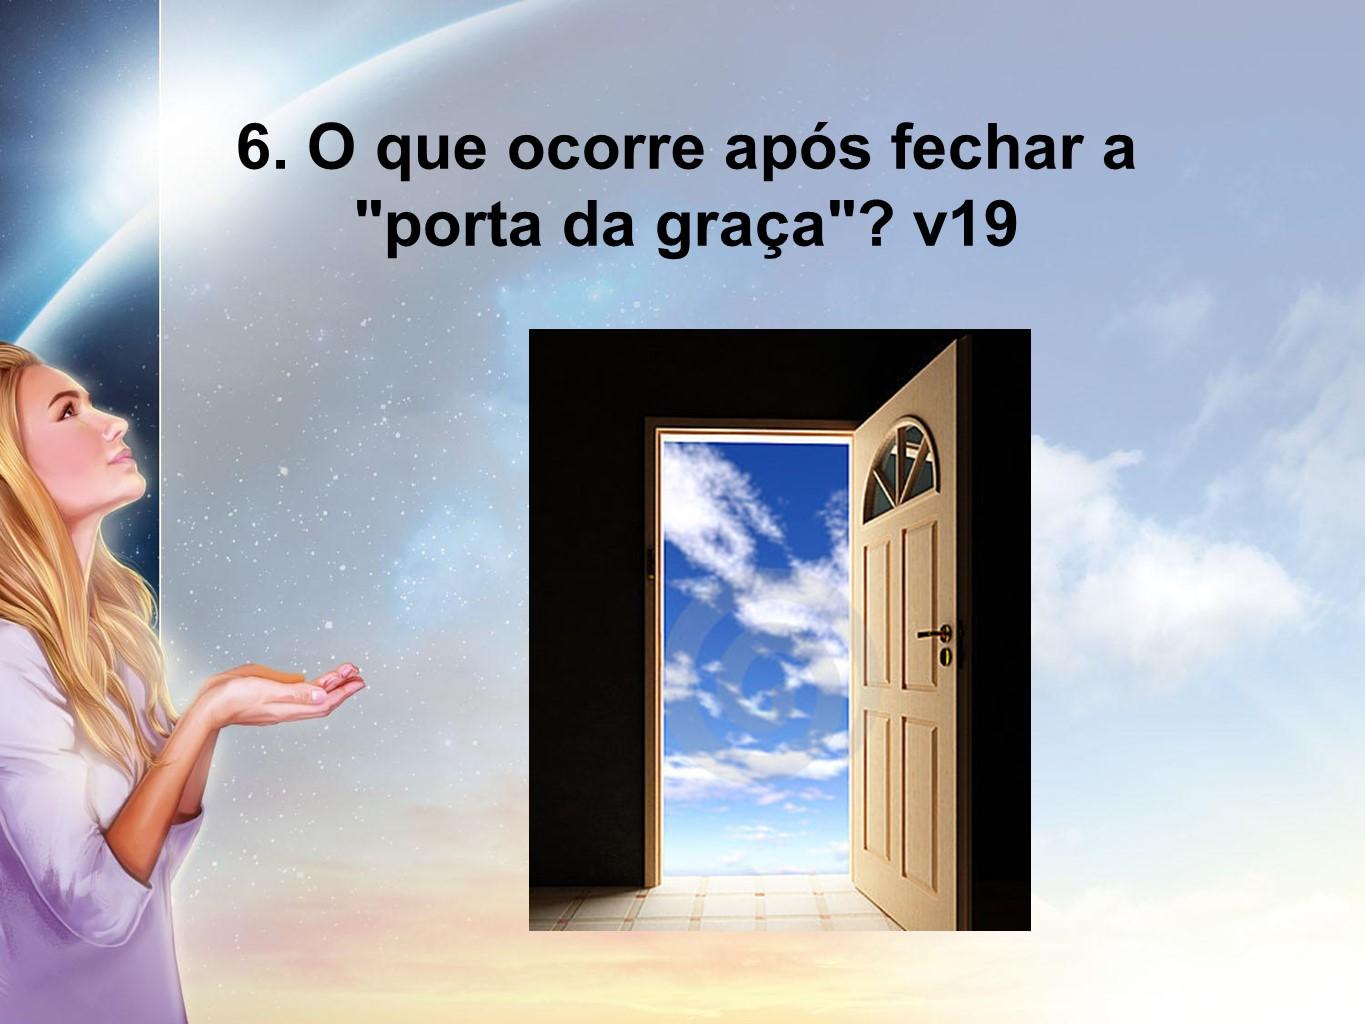 6. O que ocorre após fechar a
"porta da graça"? v19